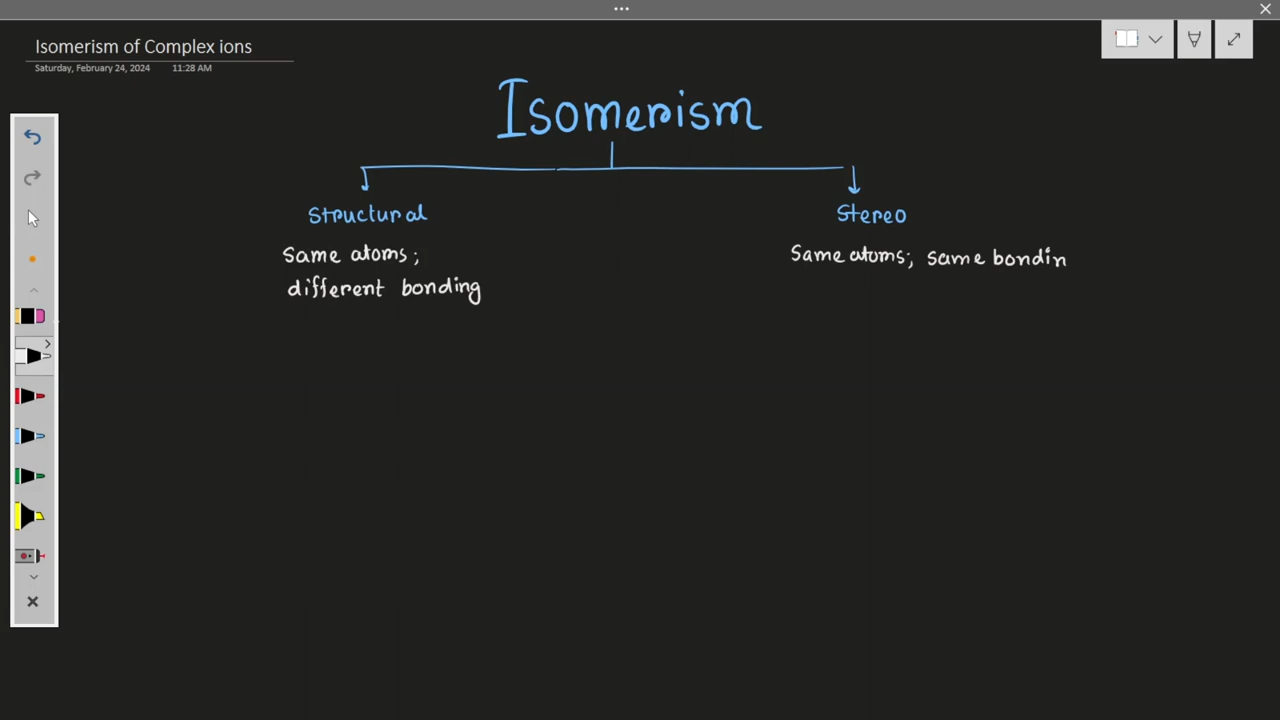 Isomerism of Complex ions
Saturday, February 24, 2024 11:28 AM
Isomerism
Structural
Stereo
Same atoms;
different bonding
Same atoms; same bondin